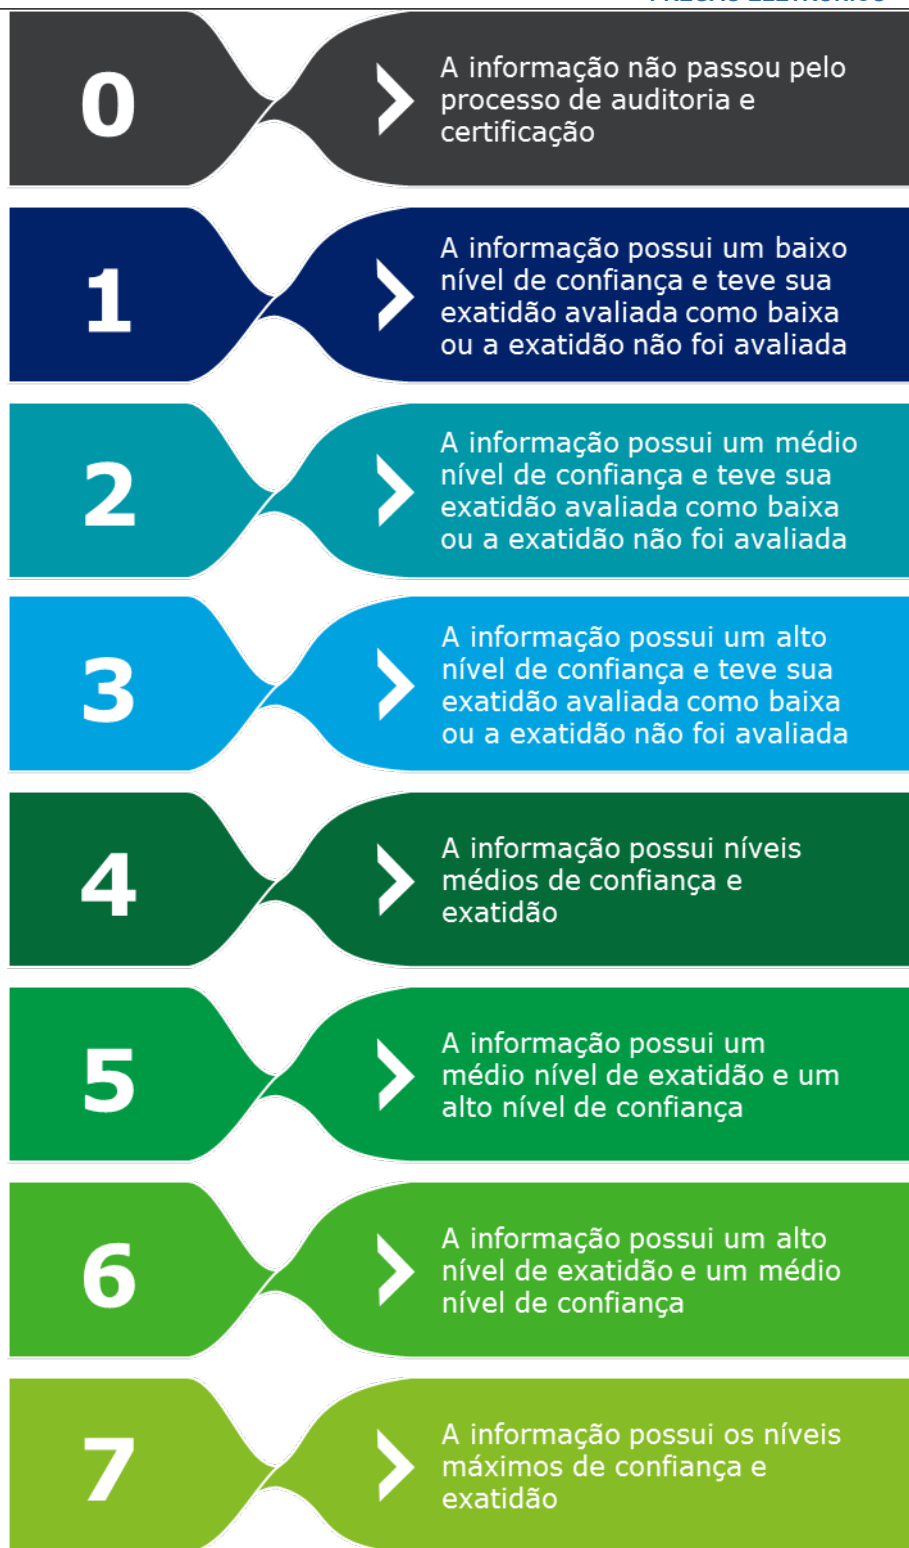 0
A informação não passou pelo
processo de auditoria e
certificação
1
A informação possui um baixo
nível de confiança e teve sua
exatidão avaliada como baixa
ou a exatidão não foi avaliada
2
A informação possui um médio
nível de confiança e teve sua
exatidão avaliada como baixa
ou a exatidão não foi avaliada
3
A informação possui um alto
nível de confiança e teve sua
exatidão avaliada como baixa
ou a exatidão não foi avaliada
4
A informação possui níveis
médios de confiança e
exatidão
5
A informação possui um
médio nível de exatidão e um
alto nível de confiança
6
A informação possui um alto
nível de exatidão e um médio
nível de confiança
7
A informação possui os níveis
máximos de confiança e
exatidão